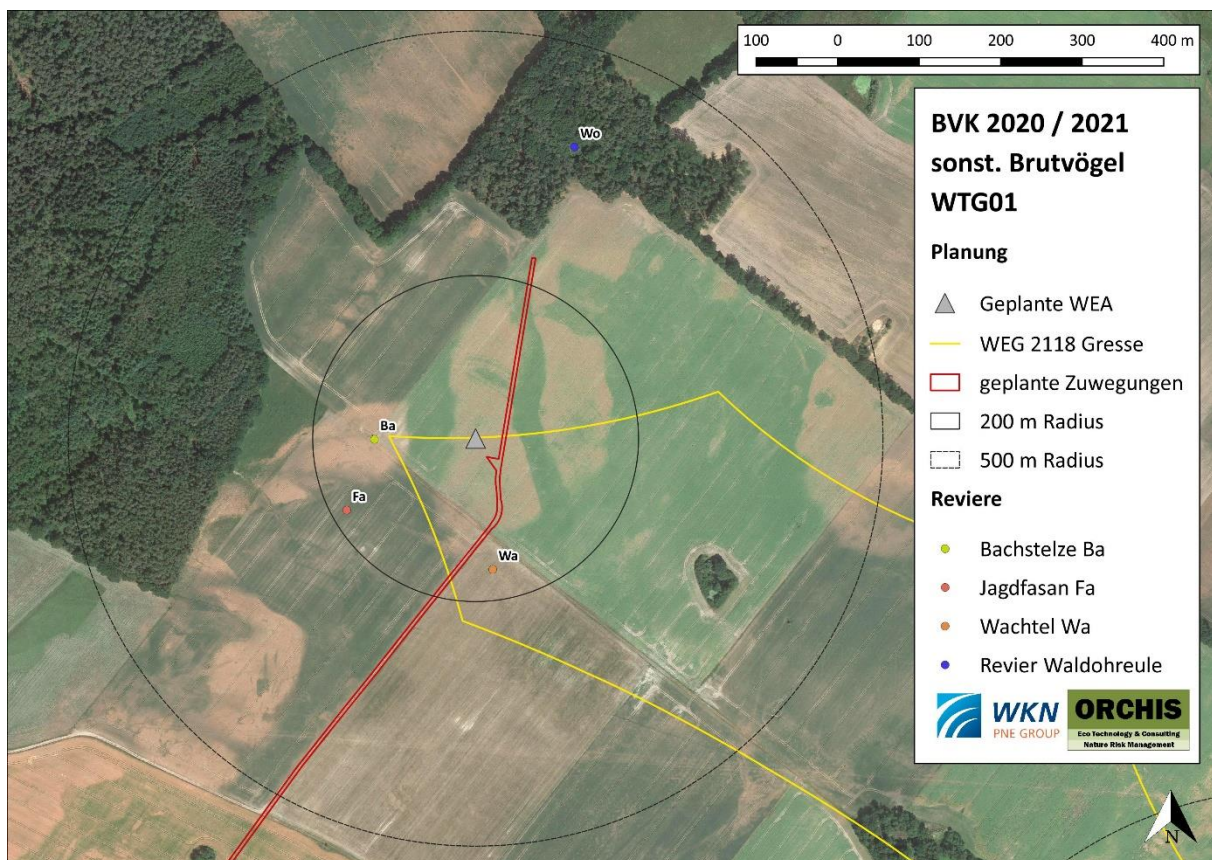 100 0 100 200 300 400 m
BVK 2020 / 2021
sonst. Brutvögel
WTG01
Planung
Geplante WEA
WEG 2118 Gresse
geplante Zuwegungen
200 m Radius
500 m Radius
Reviere
Bachstelze Ba
Jagdfasan Fa
Wachtel Wa
Revier Waldohreule
WKN
PNE GROUP
ORCHIS
Eco Technology & Consulting
Nature Risk Management
N
Wo
Ba
Fa
Wa